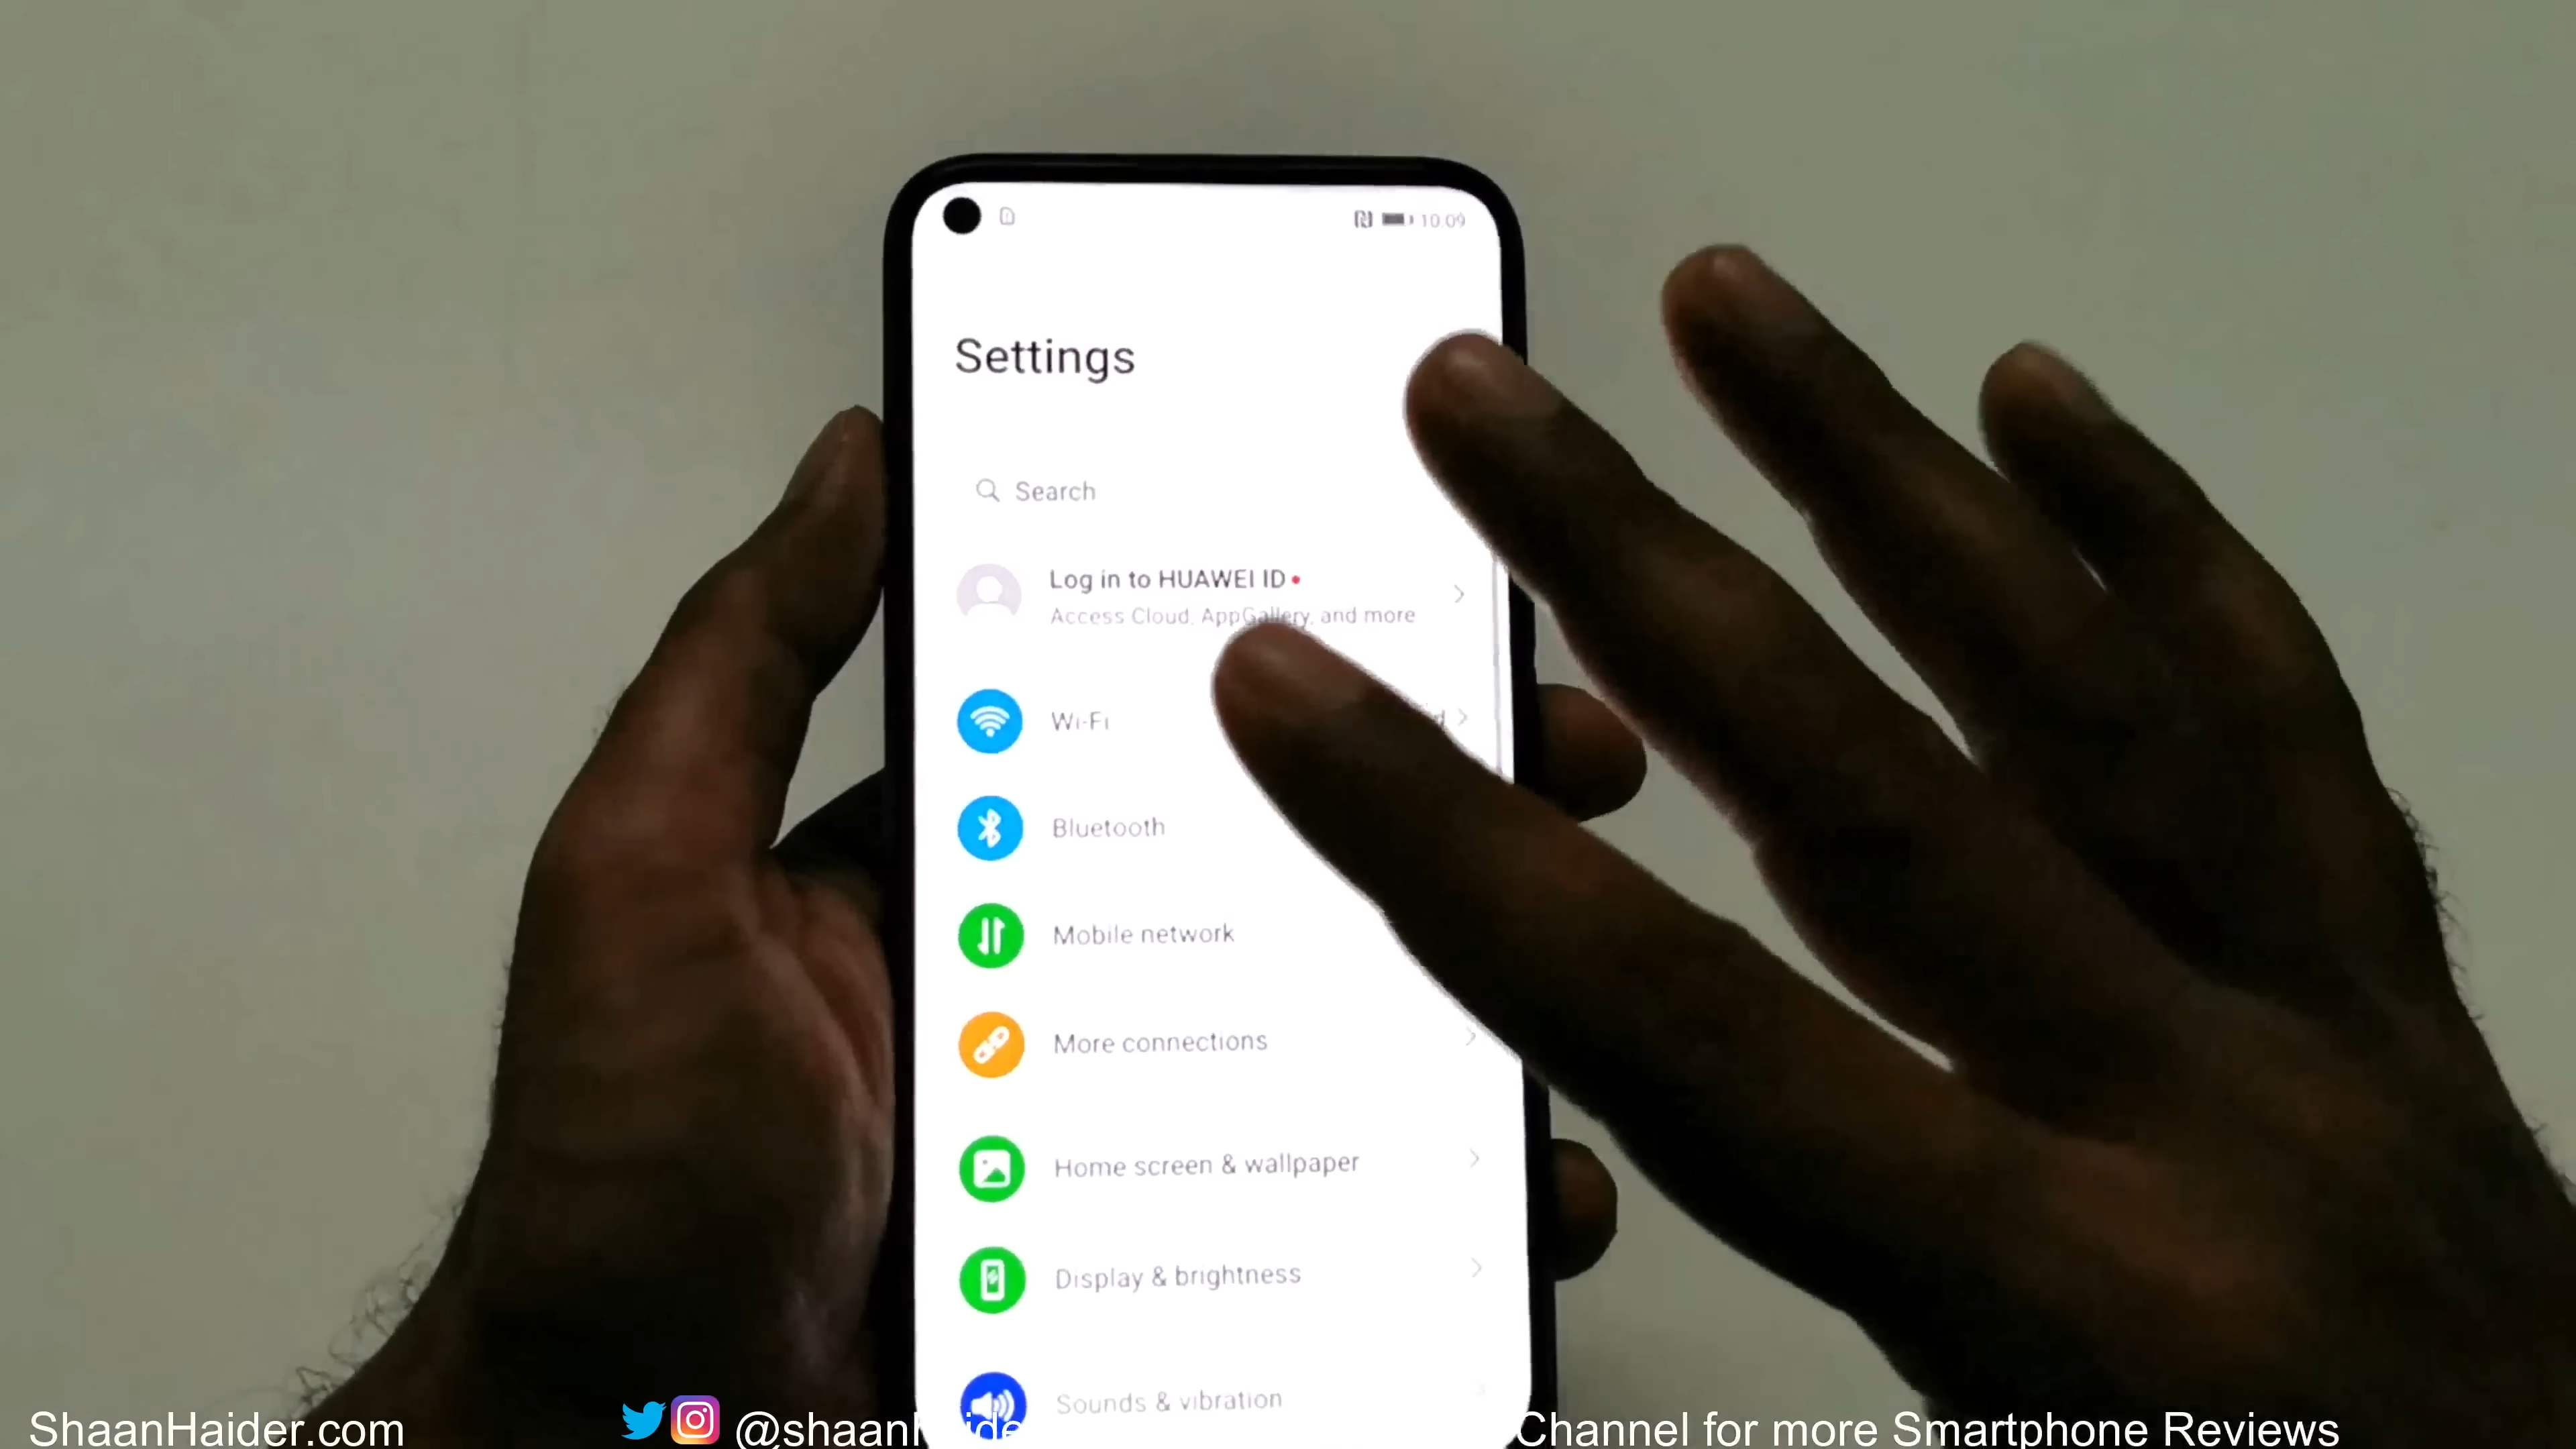 10.09
Settings
Search
Log in to HUAWEI ID
Access Cloud, AppGallery, and more
Wi-Fi
Bluetooth
Mobile network
More connections
Home screen & wallpaper
Display & brightness
Sounds & vibration
ShaanHaider.com
Channel for more Smartphone Reviews